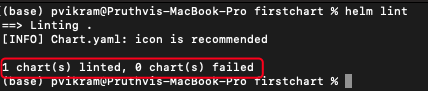 (base) pvikram@Pruthvis-MacBook-Pro firstchart % helm lint
==> Linting .
[INFO] Chart.yaml: icon is recommended
1 chart(s) linted, 0 chart(s) failed
(base) pvikram@Pruthvis-MacBook-Pro firstchart %